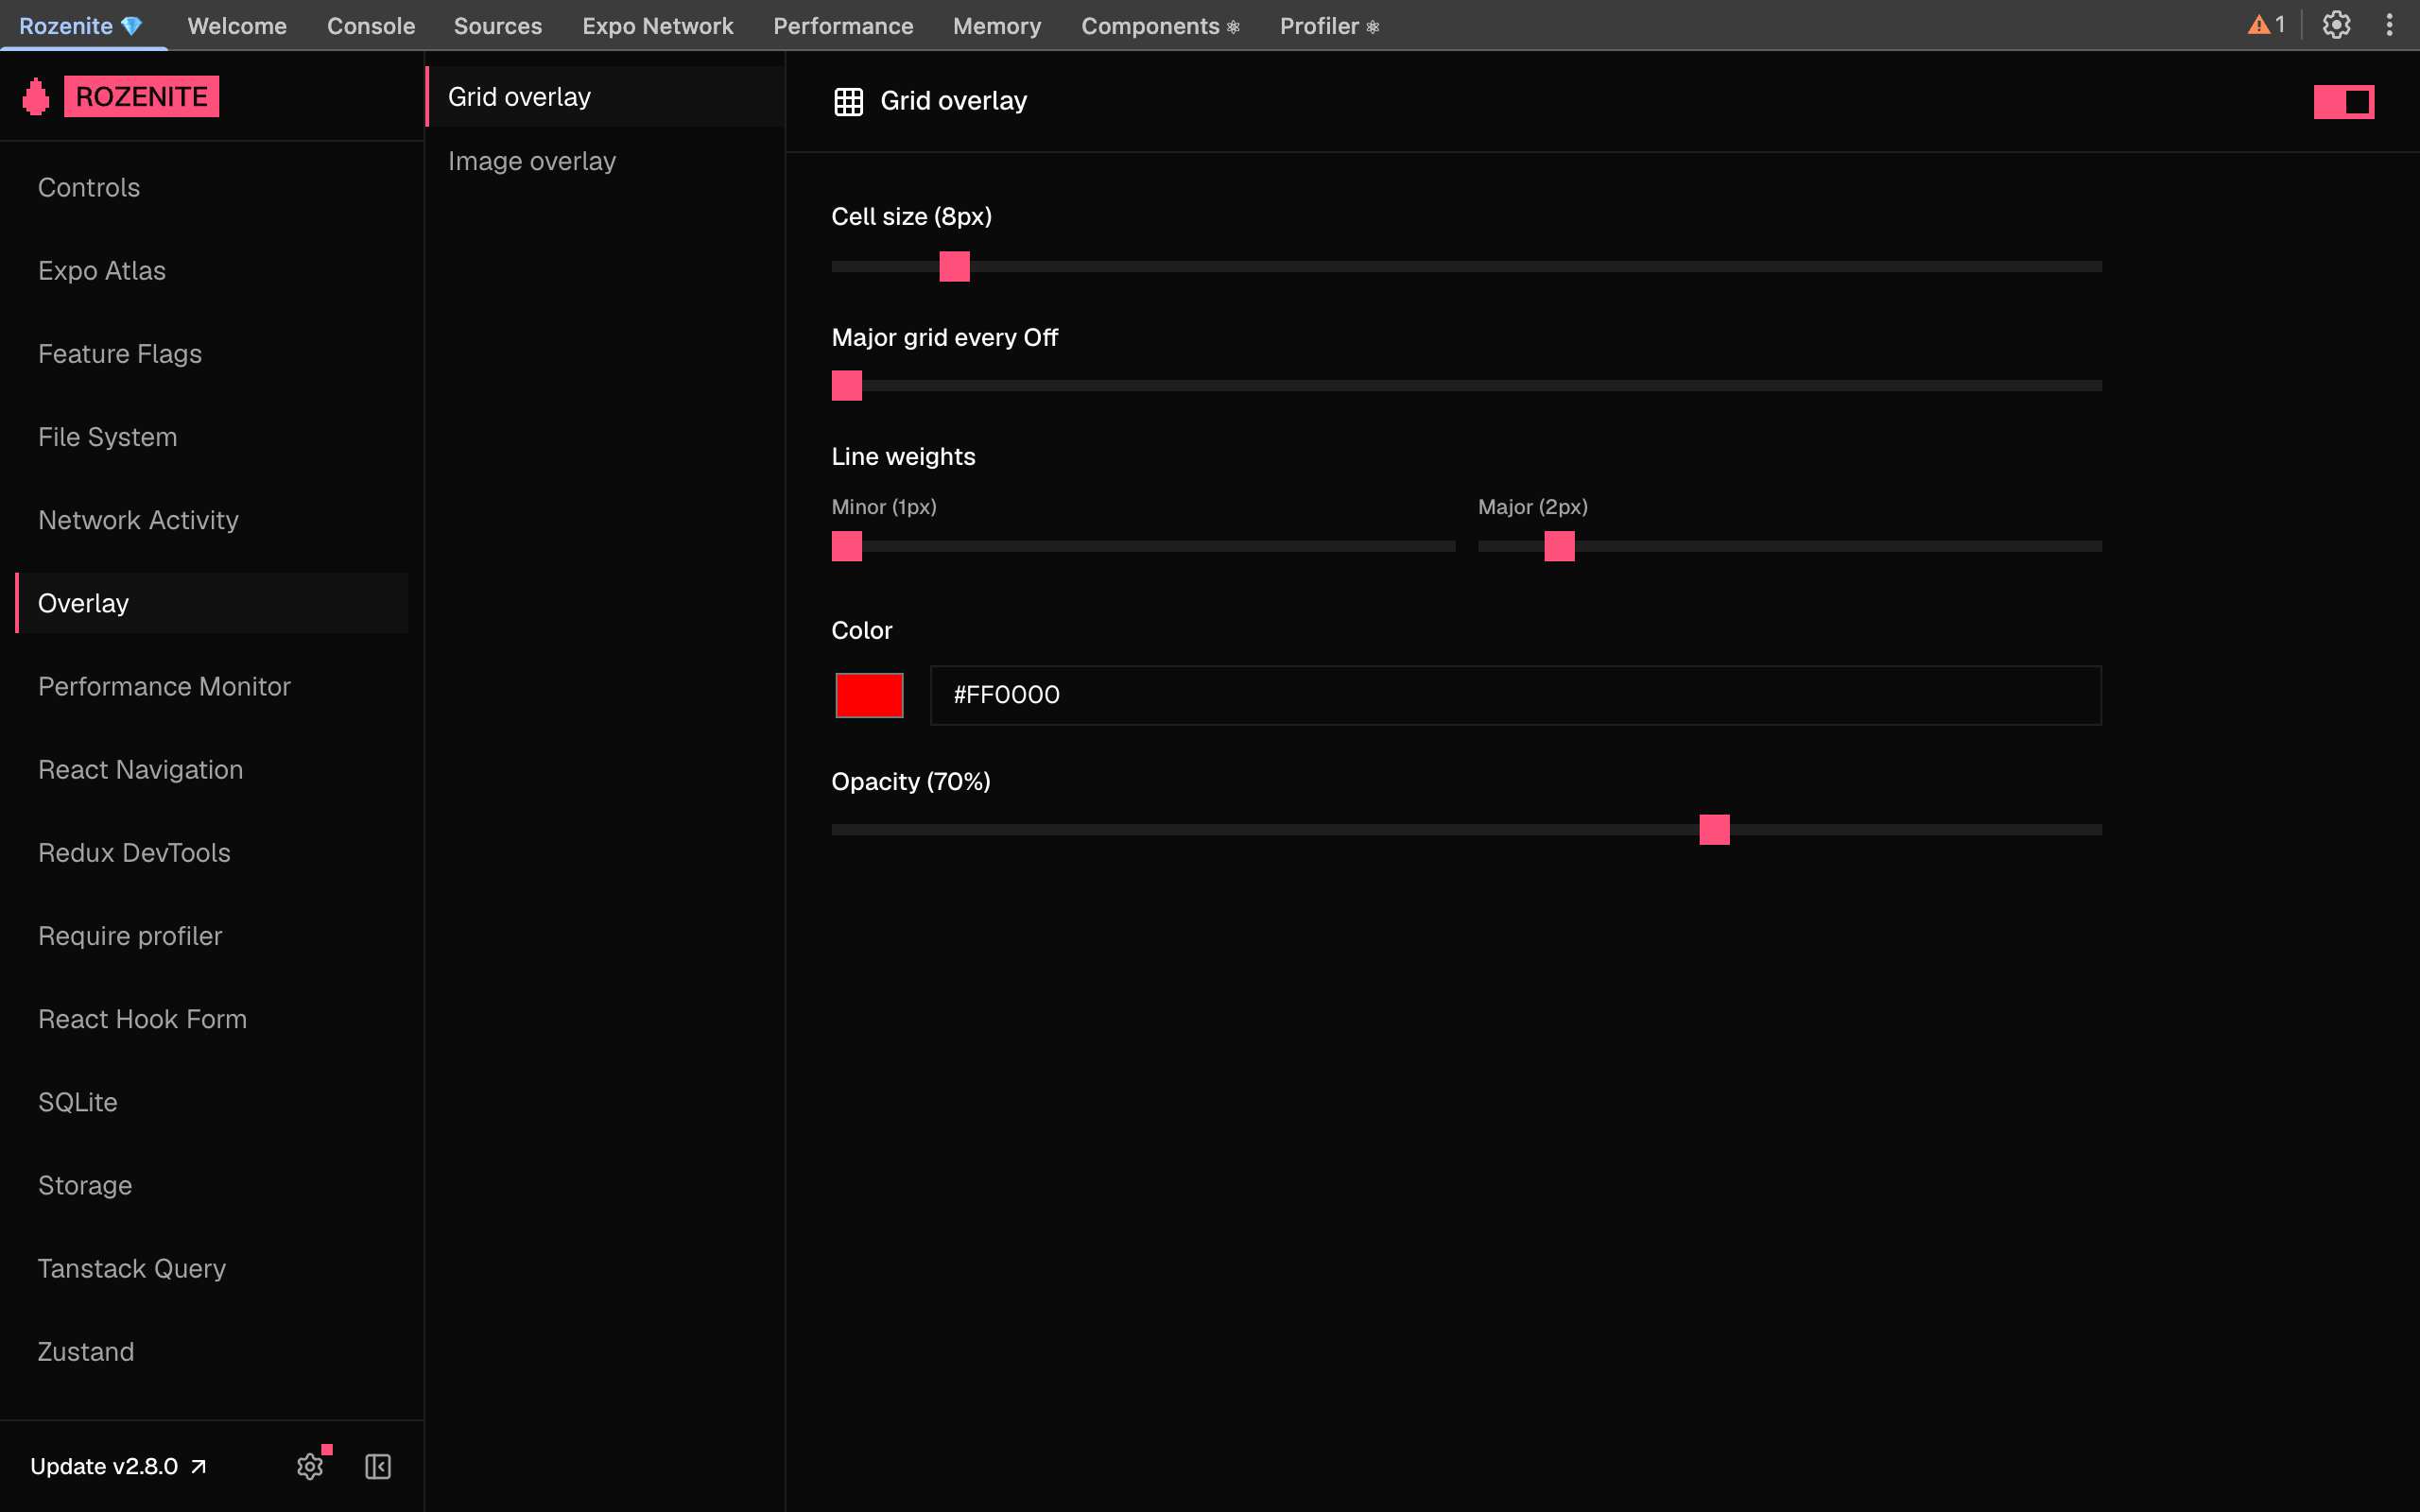 Rozenite 💎 Welcome Console Sources Expo Network Performance Memory Components ⚛ Profiler ⚛ 1
ROZENITE
Controls
Expo Atlas
Feature Flags
File System
Network Activity
Overlay
Performance Monitor
React Navigation
Redux DevTools
Require profiler
React Hook Form
SQLite
Storage
Tanstack Query
Zustand
Update v2.8.0 ↗
Grid overlay
Image overlay
Grid overlay
Cell size (8px)
Major grid every Off
Line weights
Minor (1px) Major (2px)
Color
#FF0000
Opacity (70%)